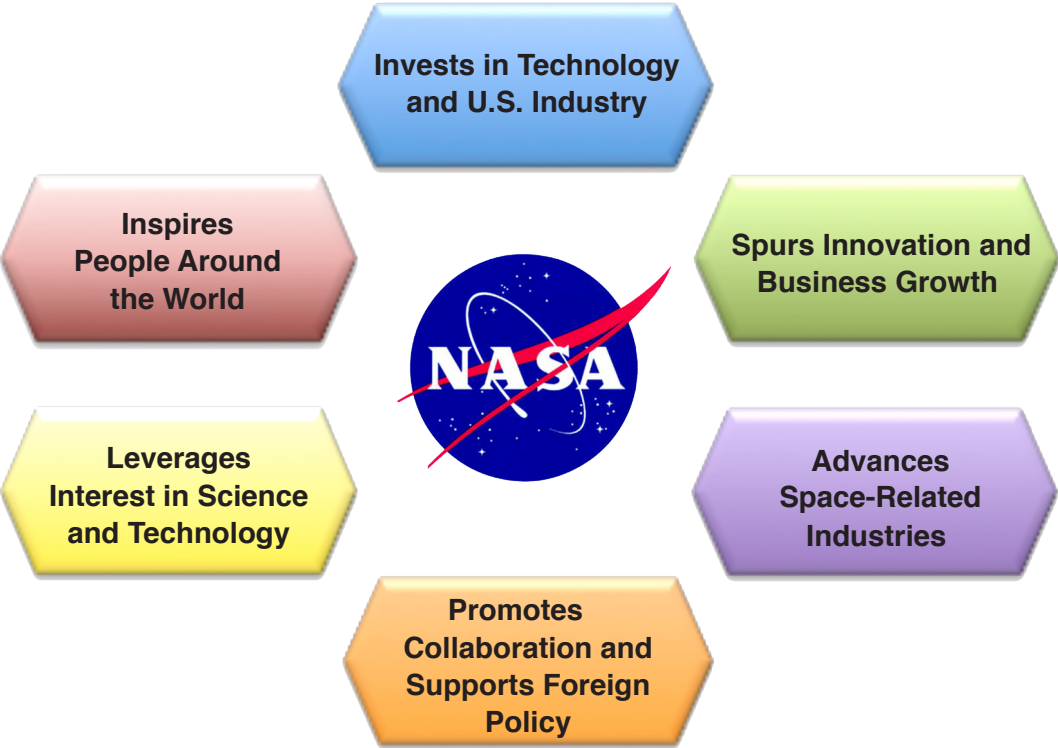 Invests in Technology
and U.S. Industry
Inspires
People Around
the World
Spurs Innovation and
Business Growth
NASA
Leverages
Interest in Science
and Technology
Advances
Space-Related
Industries
Promotes
Collaboration and
Supports Foreign
Policy